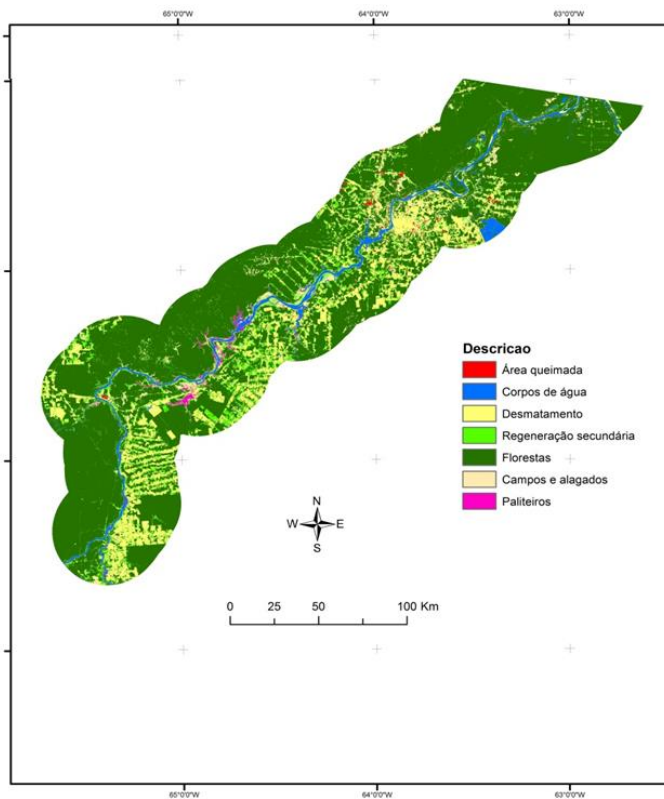 65°0'0"W 64°0'0"W 63°0'0"W
Descricao
Área queimada
Corpos de água
Desmatamento
Regeneração secundária
Florestas
Campos e alagados
Paliteiros
N
W E
S
0 25 50 100 Km
65°0'0"W 64°0'0"W 63°0'0"W